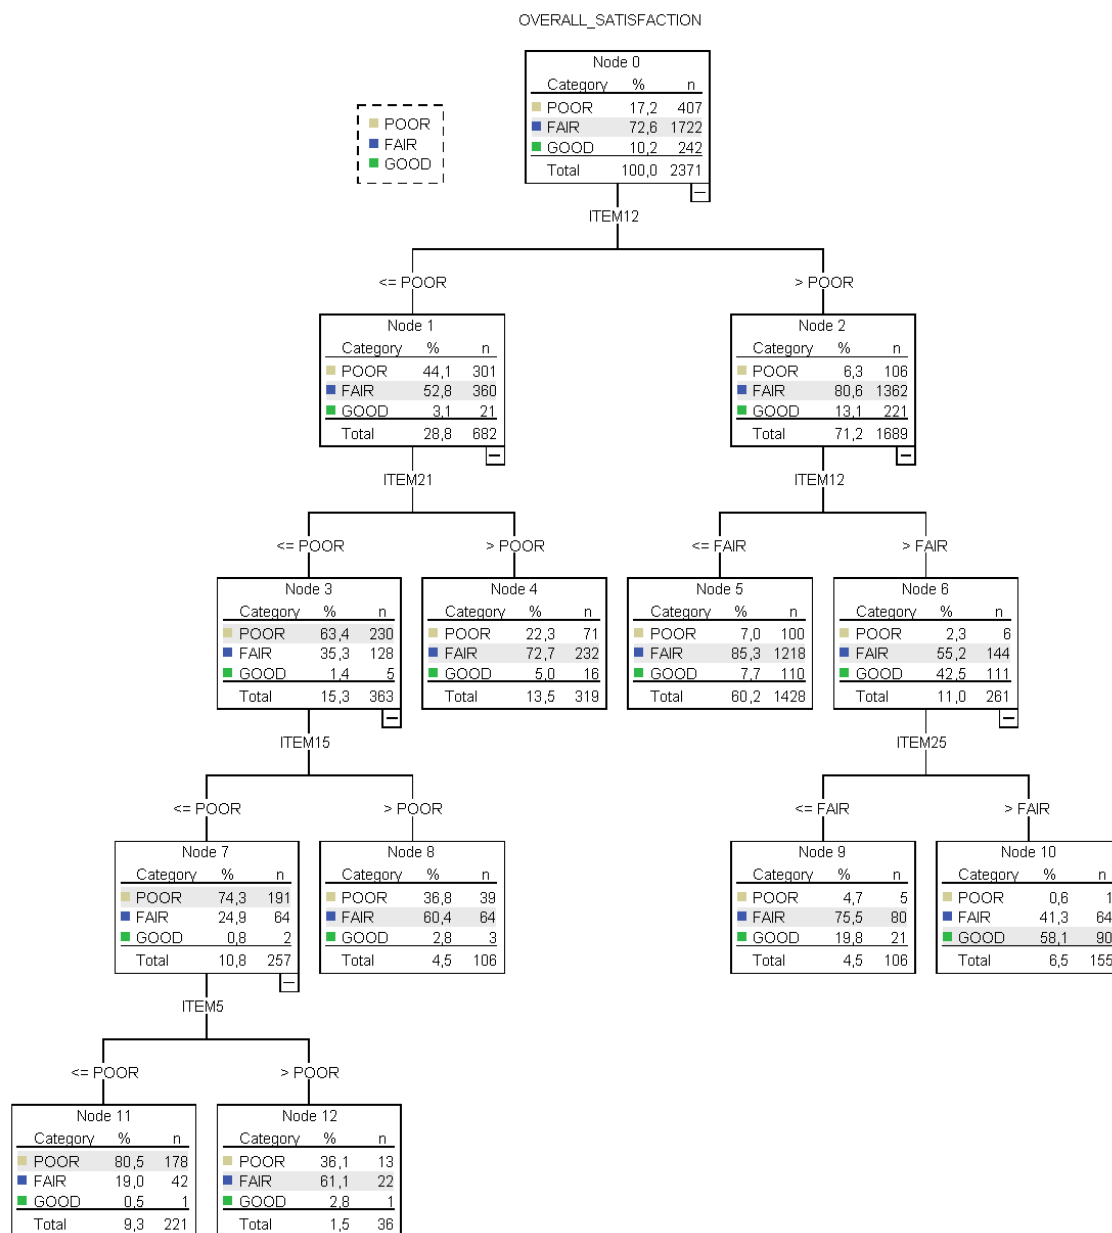 OVERALL_SATISFACTION
Node 0
Category % n
POOR 17,2 407
FAIR 72,6 1722
GOOD 10,2 242
Total 100,0 2371
POOR
FAIR
GOOD
ITEM12
<= POOR
> POOR
Node 1
Category % n
POOR 44,1 301
FAIR 52,8 360
GOOD 3,1 21
Total 28,8 682
Node 2
Category % n
POOR 6,3 106
FAIR 80,6 1362
GOOD 13,1 221
Total 71,2 1689
ITEM21
ITEM12
<= POOR
> POOR
<= FAIR
> FAIR
Node 3
Category % n
POOR 63,4 230
FAIR 35,3 128
GOOD 1,4 5
Total 15,3 363
Node 4
Category % n
POOR 22,3 71
FAIR 72,7 232
GOOD 5,0 16
Total 13,5 319
Node 5
Category % n
POOR 7,0 100
FAIR 85,3 1218
GOOD 7,7 110
Total 60,2 1428
Node 6
Category % n
POOR 2,3 6
FAIR 55,2 144
GOOD 42,5 111
Total 11,0 261
ITEM15
ITEM25
<= POOR
> POOR
<= FAIR
> FAIR
Node 7
Category % n
POOR 74,3 191
FAIR 24,9 64
GOOD 0,8 2
Total 10,8 257
Node 8
Category % n
POOR 36,8 39
FAIR 60,4 64
GOOD 2,8 3
Total 4,5 106
Node 9
Category % n
POOR 4,7 5
FAIR 75,5 80
GOOD 19,8 21
Total 4,5 106
Node 10
Category % n
POOR 0,6 1
FAIR 41,3 64
GOOD 58,1 90
Total 6,5 155
ITEM5
<= POOR
> POOR
Node 11
Category % n
POOR 80,5 178
FAIR 19,0 42
GOOD 0,5 1
Total 9,3 221
Node 12
Category % n
POOR 36,1 13
FAIR 61,1 22
GOOD 2,8 1
Total 1,5 36